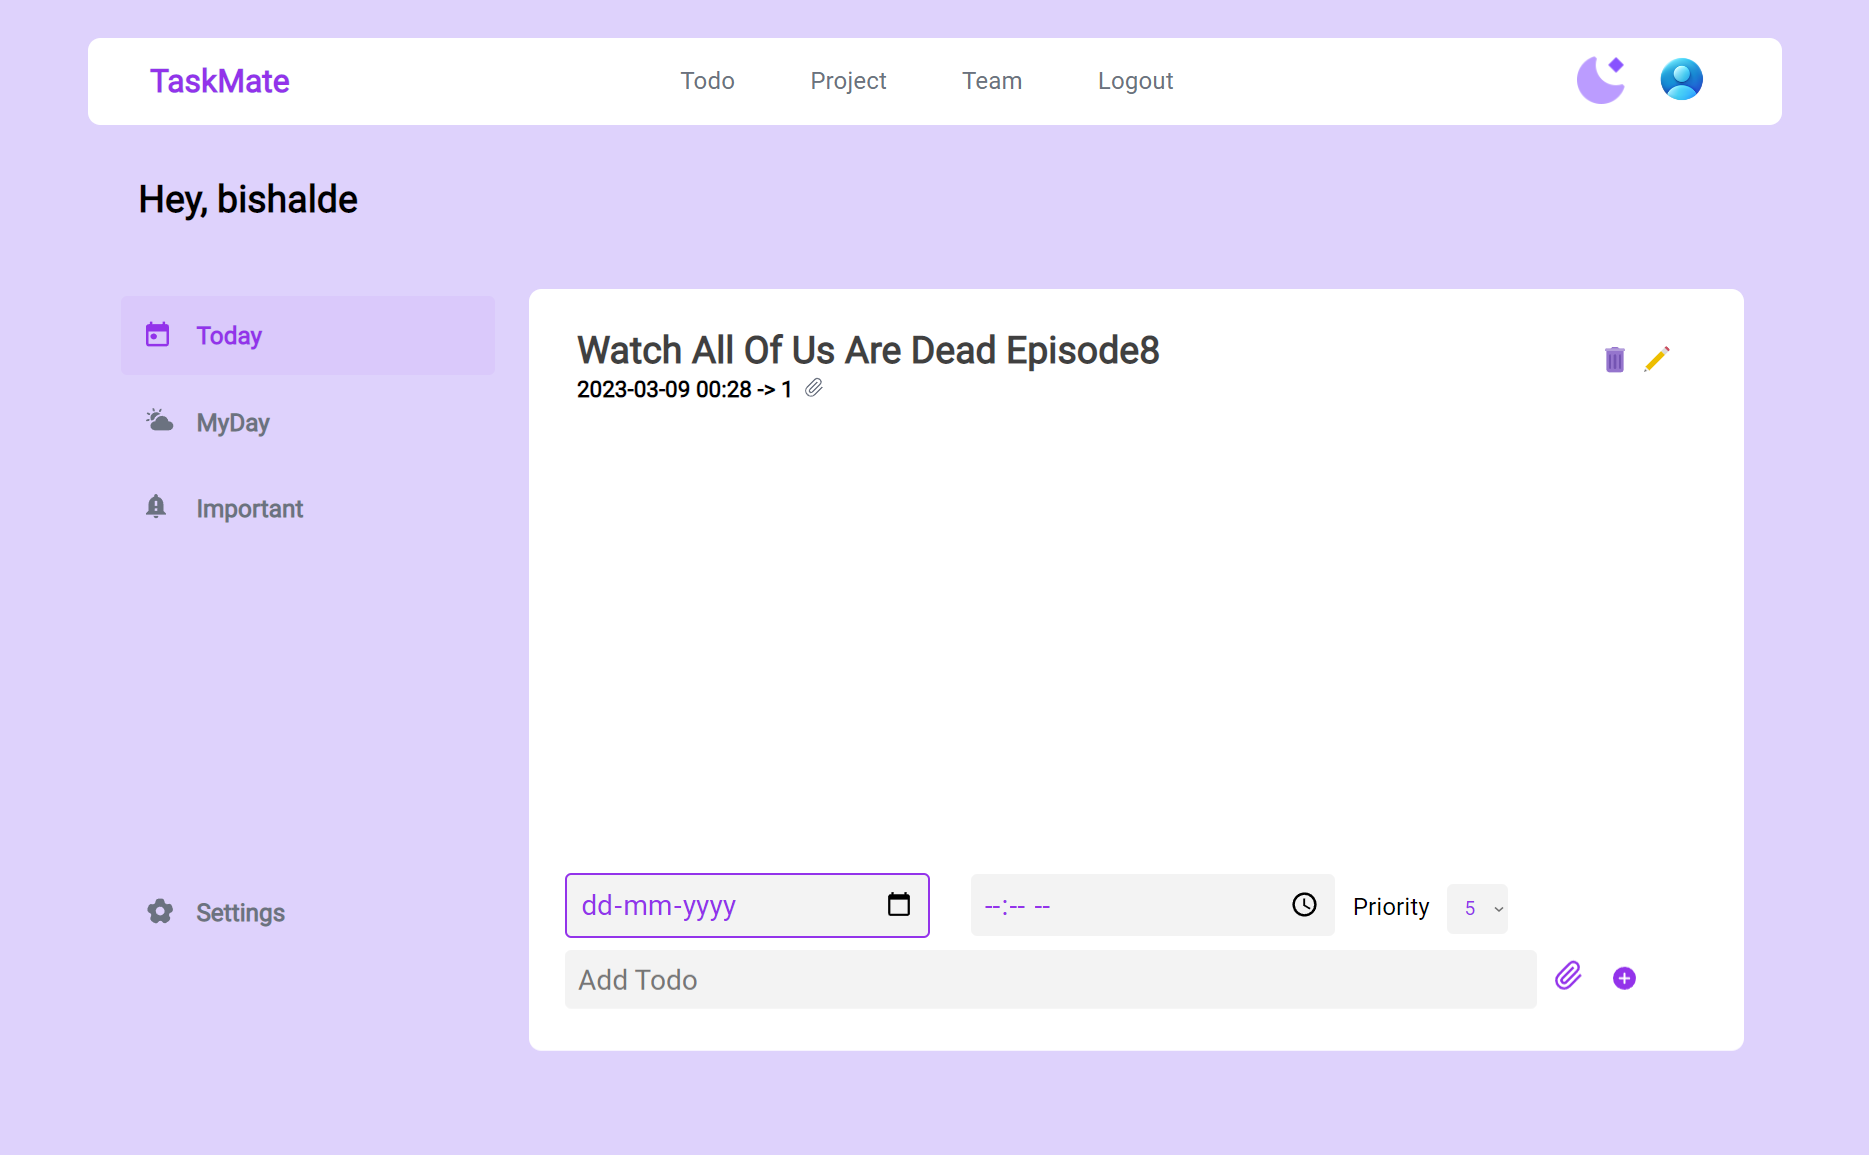 TaskMate
Todo Project Team Logout
Hey, bishalde
Today
MyDay
Important
Settings
Watch All Of Us Are Dead Episode8
2023-03-09 00:28 -> 1
dd-mm-yyyy
--:-- --
Priority
5
Add Todo